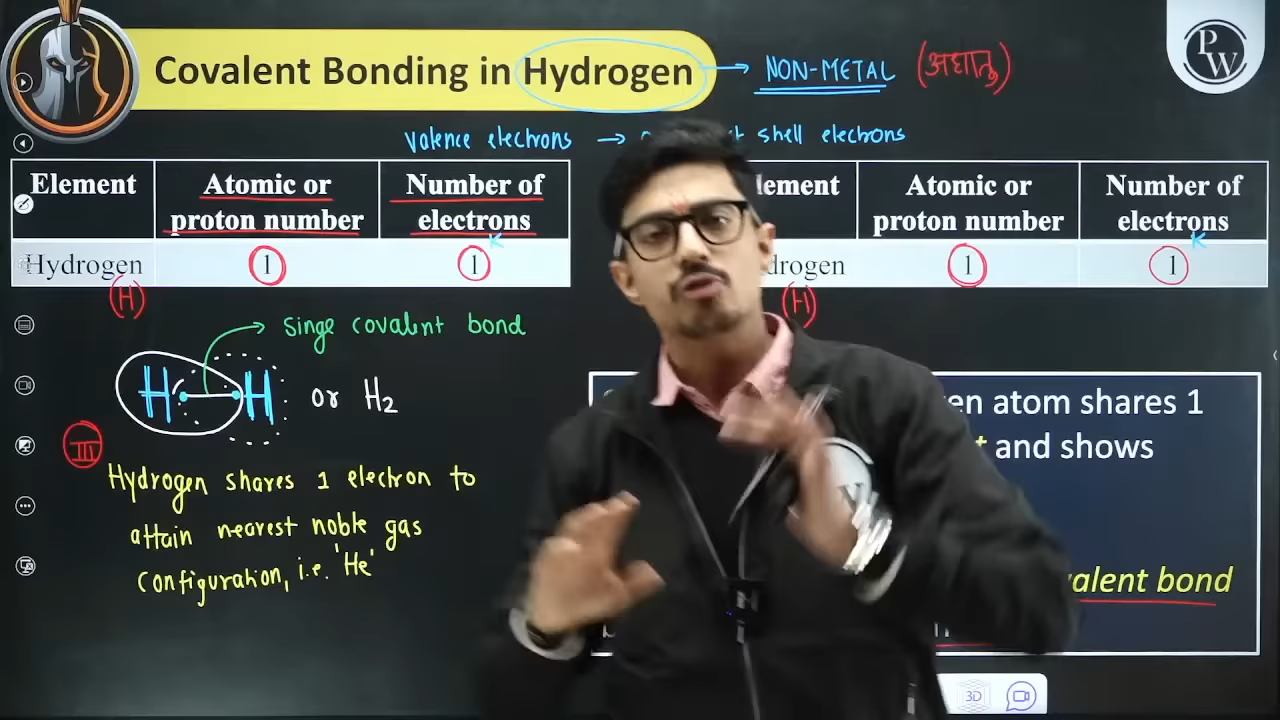 Covalent Bonding in Hydrogen → NON-METAL (अधातु)
PW
valence electrons → shell electrons
Element Atomic or proton number Number of electrons
K
Hydrogen 1 1
(H)
Atomic or proton number Number of electrons
K
1 1
(H)
Singe covalent bond
H H or H₂
III
Hydrogen shares 1 electron to
attain nearest noble gas
configuration, i.e. 'He'
atom shares 1
and shows
bond
3D